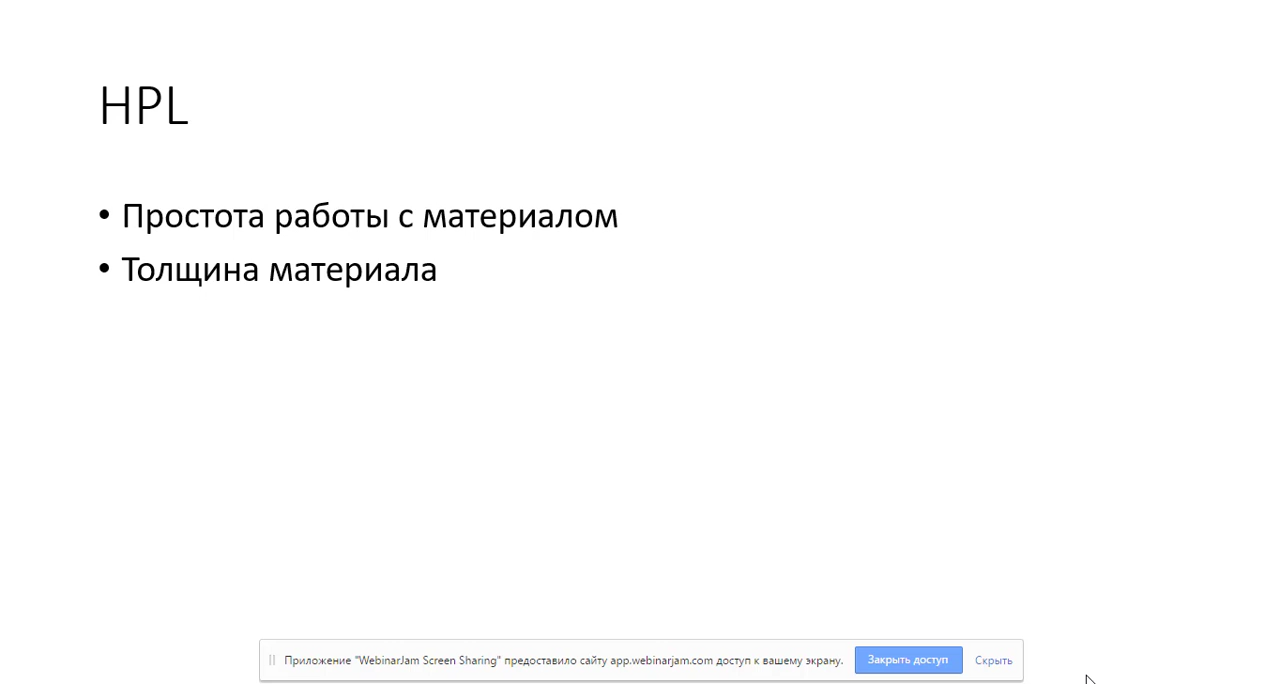 HPL
• Простота работы с материалом
• Толщина материала
Приложение "WebinarJam Screen Sharing" предоставило сайту app.webinarjam.com доступ к вашему экрану. Закрыть доступ Скрыть